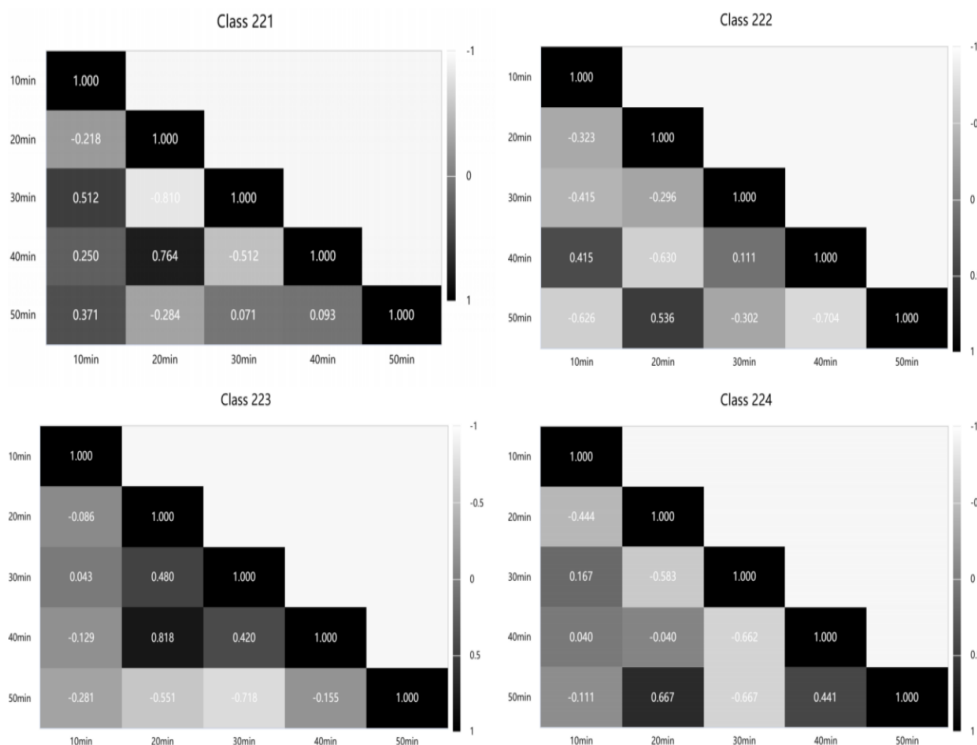 Class 221
-1
10min 1.000
20min -0.218 1.000
0
30min 0.512 -0.810 1.000
40min 0.250 0.764 -0.512 1.000
1
50min 0.371 -0.284 0.071 0.093 1.000
10min 20min 30min 40min 50min
Class 222
-1
10min 1.000
-0
20min -0.323 1.000
0
30min -0.415 -0.296 1.000
40min 0.415 -0.630 0.111 1.000
0.
50min -0.626 0.536 -0.302 -0.704 1.000
1
10min 20min 30min 40min 50min
Class 223
-1
10min 1.000
-0.5
20min -0.086 1.000
0
30min 0.043 0.480 1.000
40min -0.129 0.818 0.420 1.000
0.5
50min -0.281 -0.551 -0.718 -0.155 1.000
1
10min 20min 30min 40min 50min
Class 224
-1
10min 1.000
-0
20min -0.444 1.000
0
30min 0.167 -0.583 1.000
40min 0.040 -0.040 -0.662 1.000
0.
50min -0.111 0.667 -0.667 0.441 1.000
1
10min 20min 30min 40min 50min